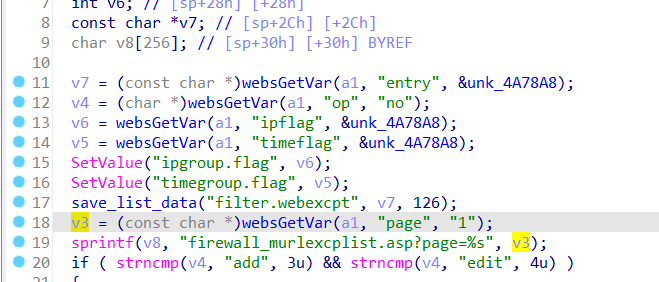 7 int v6; // [sp+28h] [+28h]
8 const char *v7; // [sp+2Ch] [+2Ch]
9 char v8[256]; // [sp+30h] [+30h] BYREF
10
11 v7 = (const char *)websGetVar(a1, "entry", &unk_4A78A8);
12 v4 = (char *)websGetVar(a1, "op", "no");
13 v6 = websGetVar(a1, "ipflag", &unk_4A78A8);
14 v5 = websGetVar(a1, "timeflag", &unk_4A78A8);
15 SetValue("ipgroup.flag", v6);
16 SetValue("timegroup.flag", v5);
17 save_list_data("filter.webexcpt", v7, 126);
18 v3 = (const char *)websGetVar(a1, "page", "1");
19 sprintf(v8, "firewall_murlexcplist.asp?page=%s", v3);
20 if ( strncmp(v4, "add", 3u) && strncmp(v4, "edit", 4u) )
21 {